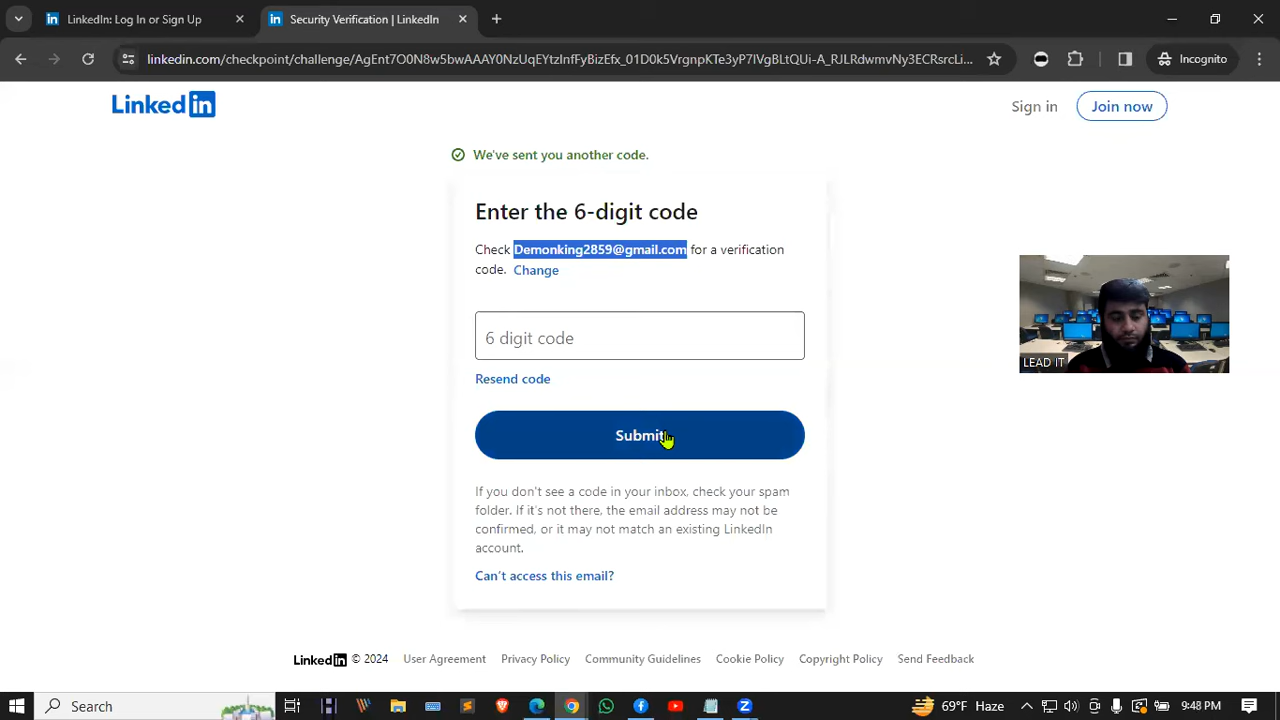 LinkedIn: Log In or Sign Up
Security Verification | LinkedIn
linkedin.com/checkpoint/challenge/AgEnt7O0N8w5bwAAAY0NzUqEYtzInfFyBizEfx_01D0k5VrgnpKTe3yP7IVgBLtQUi-A_RJLRdwmvNy3ECRsrcLi...
Incognito
Linked in
Sign in
Join now
We've sent you another code.
Enter the 6-digit code
Check Demonking2859@gmail.com for a verification
code. Change
6 digit code
Resend code
LEAD IT
Submit
If you don't see a code in your inbox, check your spam
folder. If it's not there, the email address may not be
confirmed, or it may not match an existing LinkedIn
account.
Can't access this email?
Linked in © 2024 User Agreement Privacy Policy Community Guidelines Cookie Policy Copyright Policy Send Feedback
Search
69°F Haze
9:48 PM